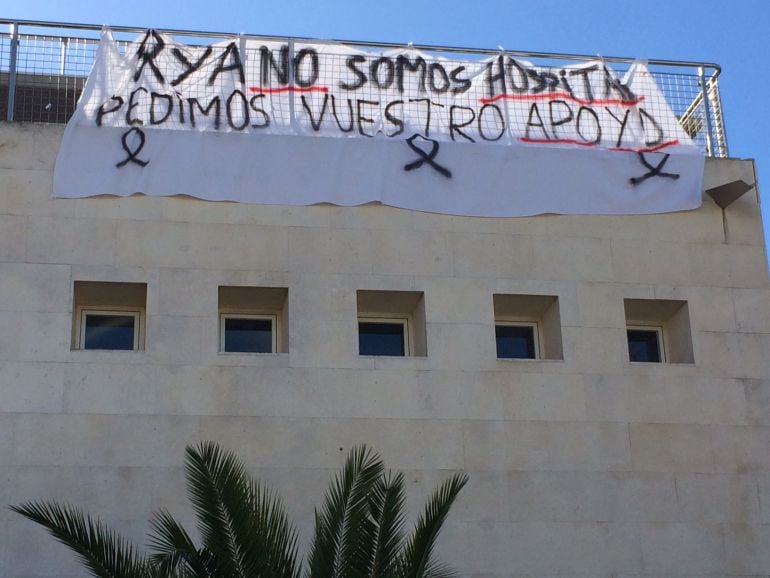 RYA NO SOMOS HOSPITAL
PEDIMOS VUESTRO APOYO